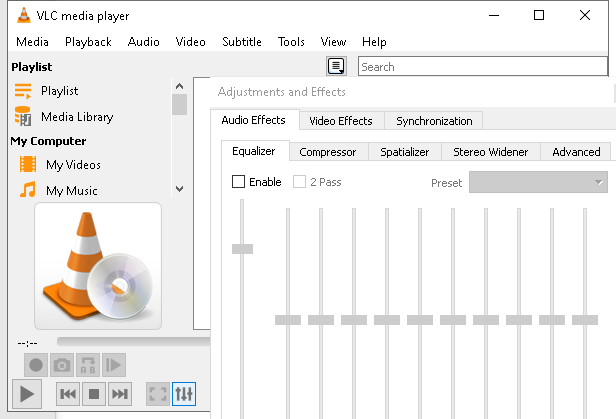 VLC media player
Media Playback Audio Video Subtitle Tools View Help
Playlist
Search
Playlist
Media Library
My Computer
My Videos
My Music
--:--
A B
Adjustments and Effects
Audio Effects Video Effects Synchronization
Equalizer Compressor Spatializer Stereo Widener Advanced
Enable 2 Pass Preset